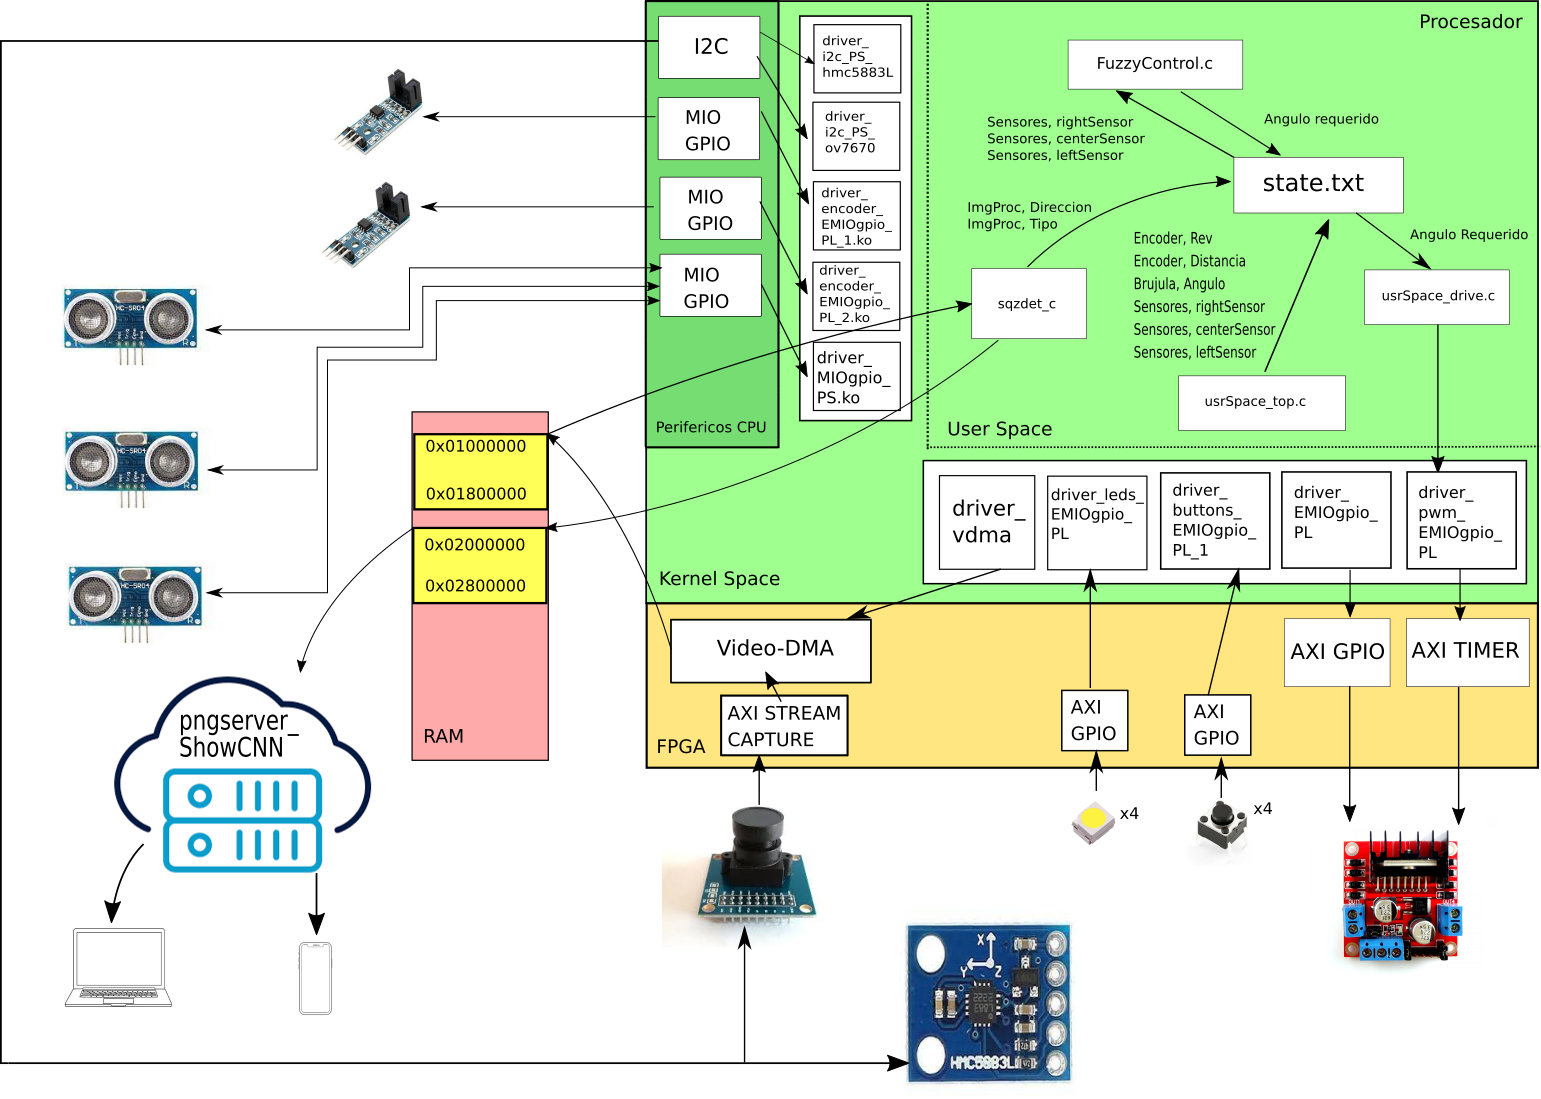 Procesador
I2C
MIO
GPIO
MIO
GPIO
MIO
GPIO
Perifericos CPU
driver_
i2c_PS_
hmc5883L
driver_
i2c_PS_
ov7670
driver_
encoder_
EMIOgpio_
PL_1.ko
driver_
encoder_
EMIOgpio_
PL_2.ko
driver_
MIOgpio_
PS.ko
FuzzyControl.c
Sensores, rightSensor
Sensores, centerSensor
Sensores, leftSensor
Angulo requerido
state.txt
ImgProc, Direccion
ImgProc, Tipo
Encoder, Rev
Encoder, Distancia
Brujula, Angulo
Sensores, rightSensor
Sensores, centerSensor
Sensores, leftSensor
Angulo Requerido
sqzdet_c
usrSpace_drive.c
usrSpace_top.c
User Space
driver_
vdma
driver_leds_
EMIOgpio_
PL
driver_
buttons_
EMIOgpio_
PL_1
driver_
EMIOgpio_
PL
driver_
pwm_
EMIOgpio_
PL
Kernel Space
Video-DMA
AXI STREAM
CAPTURE
FPGA
AXI
GPIO
AXI
GPIO
AXI GPIO
AXI TIMER
x4
x4
0x01000000
0x01800000
0x02000000
0x02800000
RAM
HC-SR04
HC-SR04
HC-SR04
pngserver_
ShowCNN
X
Y
Z
HMC5883L